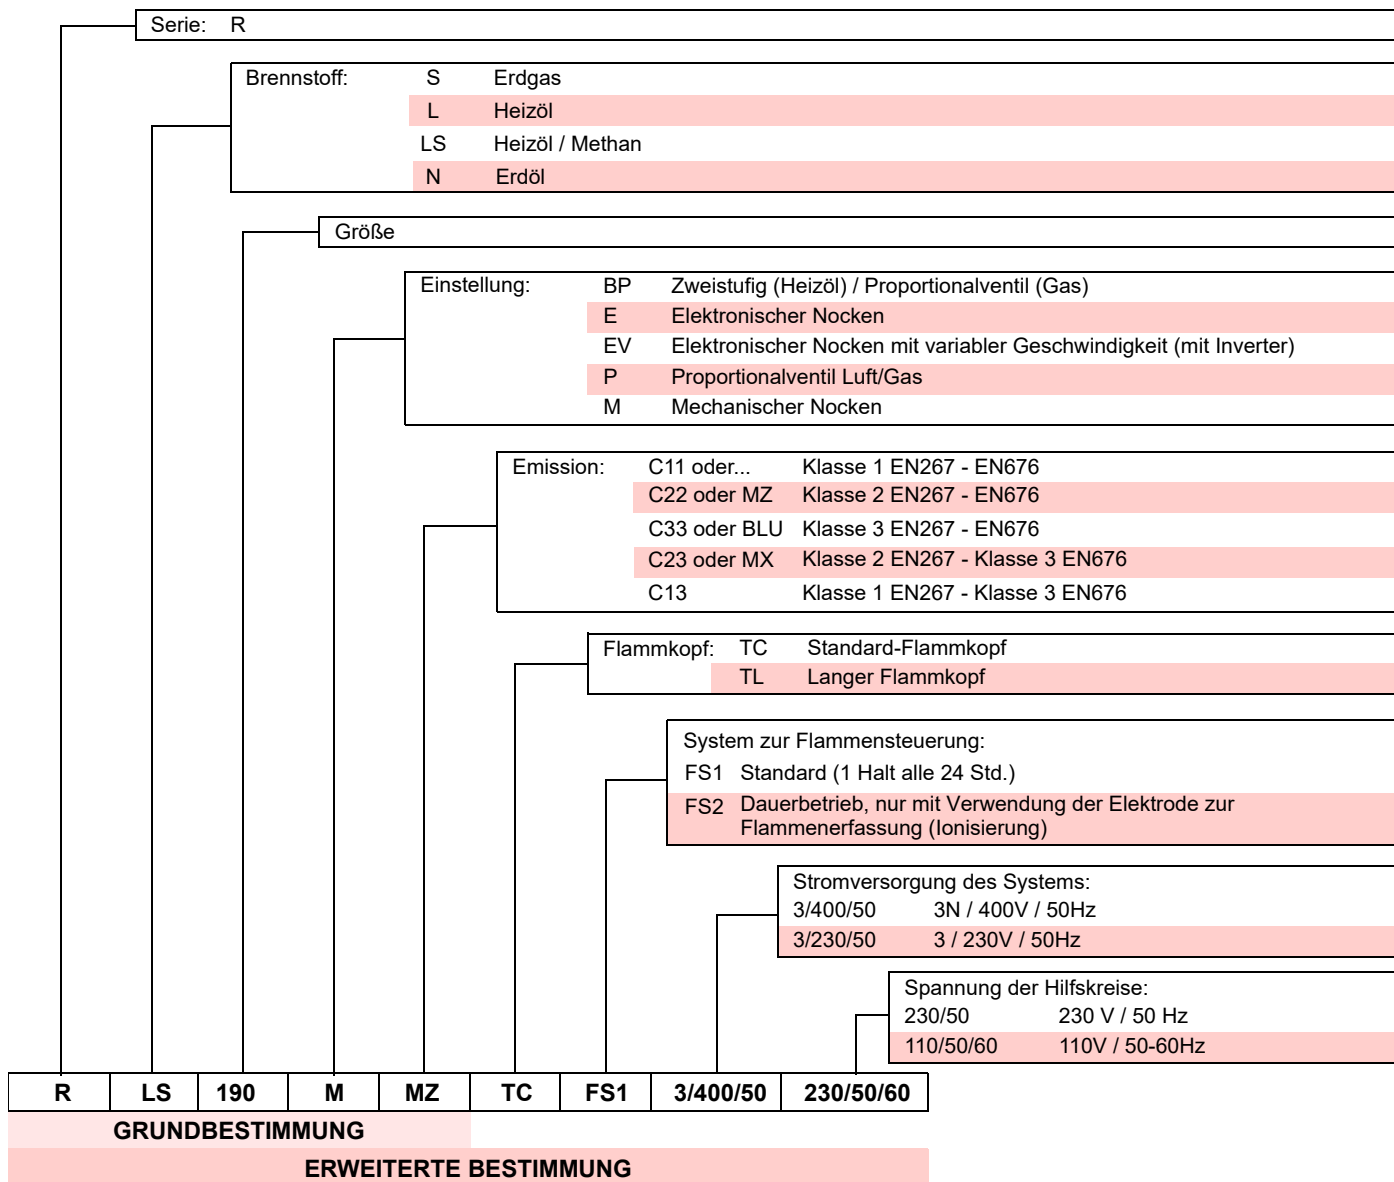 Serie: R
Brennstoff: S Erdgas
L Heizöl
LS Heizöl / Methan
N Erdöl
Größe
Einstellung: BP Zweistufig (Heizöl) / Proportionalventil (Gas)
E Elektronischer Nocken
EV Elektronischer Nocken mit variabler Geschwindigkeit (mit Inverter)
P Proportionalventil Luft/Gas
M Mechanischer Nocken
Emission: C11 oder... Klasse 1 EN267 - EN676
C22 oder MZ Klasse 2 EN267 - EN676
C33 oder BLU Klasse 3 EN267 - EN676
C23 oder MX Klasse 2 EN267 - Klasse 3 EN676
C13 Klasse 1 EN267 - Klasse 3 EN676
Flammkopf: TC Standard-Flammkopf
TL Langer Flammkopf
System zur Flammensteuerung:
FS1 Standard (1 Halt alle 24 Std.)
FS2 Dauerbetrieb, nur mit Verwendung der Elektrode zur
Flammenerfassung (Ionisierung)
Stromversorgung des Systems:
3/400/50 3N / 400V / 50Hz
3/230/50 3 / 230V / 50Hz
Spannung der Hilfskreise:
230/50 230 V / 50 Hz
110/50/60 110V / 50-60Hz
R LS 190 M MZ TC FS1 3/400/50 230/50/60
GRUNDBESTIMMUNG
ERWEITERTE BESTIMMUNG